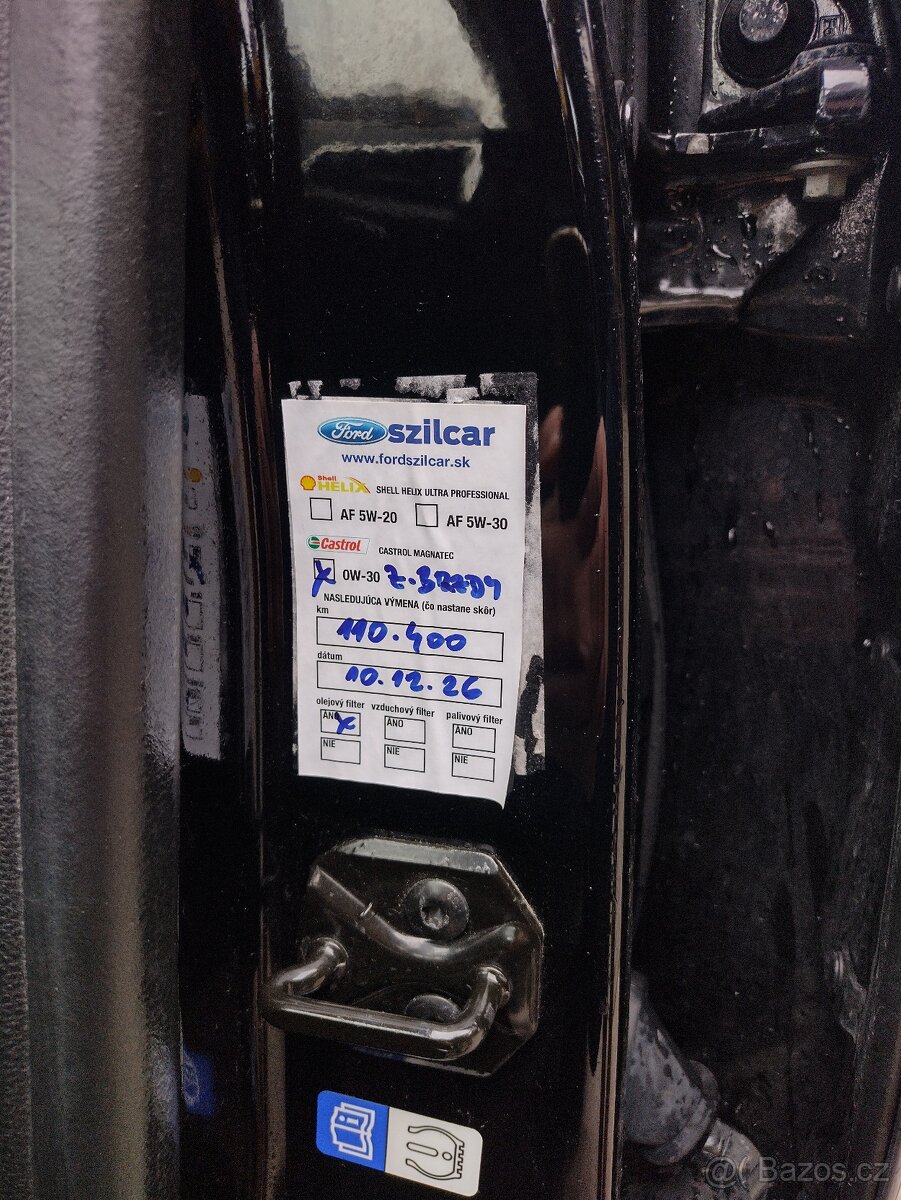 Ford szilcar
www.fordszilcar.sk
Shell HELIX SHELL HELIX ULTRA PROFESSIONAL
AF 5W-20 AF 5W-30
Castrol CASTROL MAGNATEC
X 0W-30
NASLEDUJÚCA VÝMENA (čo nastane skôr)
km
110.400
dátum
10.12.26
olejový filter vzduchový filter palivový filter
ÁNO X ÁNO ÁNO
NIE NIE NIE
Bazos.cz